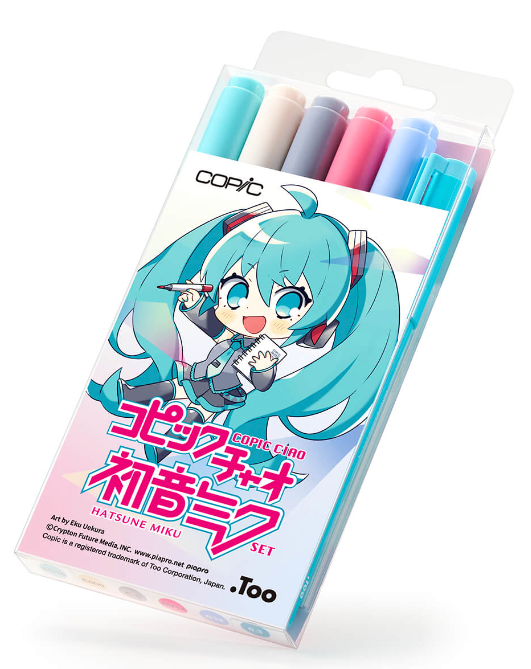 COPIC
コピックチャオ
COPIC CiAO
初音ミク
HATSUNE MIKU
SET
Art by Eku Uekura
©Crypton Future Media, INC. www.piapro.net piapro
Copic is a registered trademark of Too Corporation, Japan.
.Too